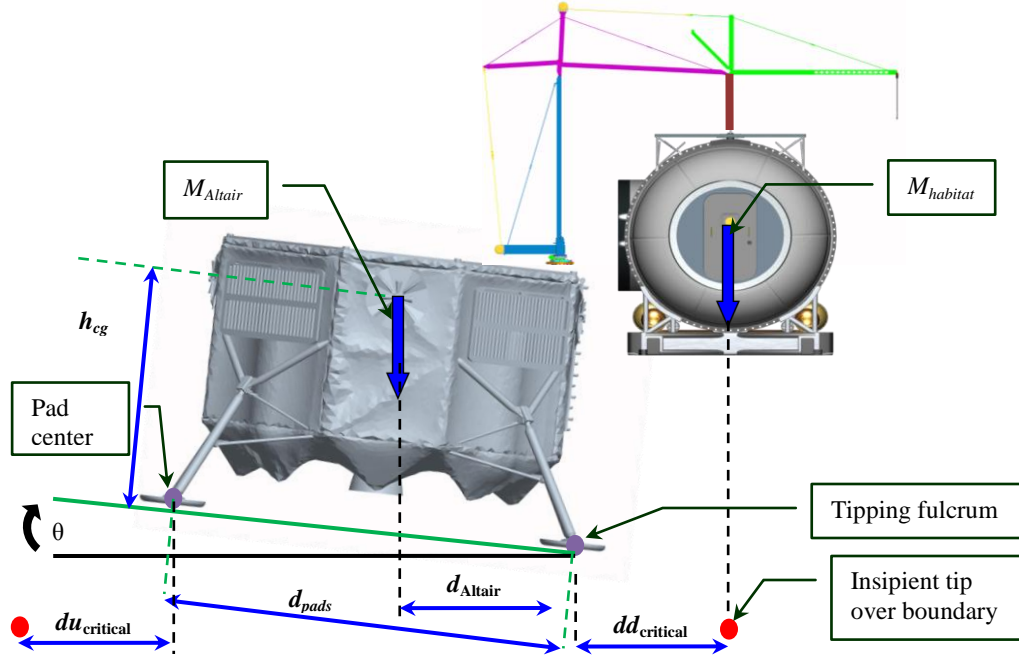 M_Altair
M_habitat
h_cg
Pad
center
θ
Tipping fulcrum
d_Altair
d_pads
Insipient tip
over boundary
du_critical
dd_critical